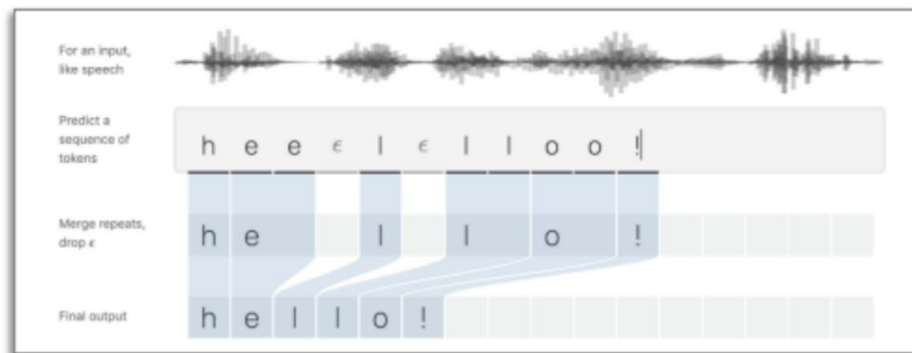 For an input,
like speech
Predict a
sequence of
tokens
h e e ϵ l ϵ l l o o !
Merge repeats,
drop ϵ
h e l l o !
Final output
h e l l o !